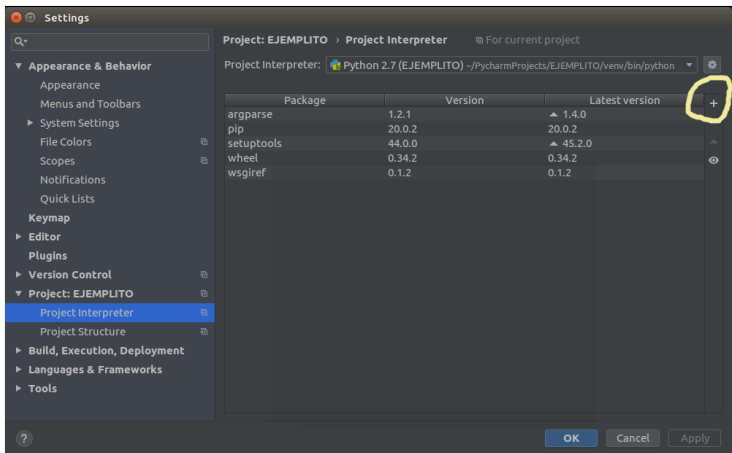 Settings
Project: EJEMPLITO › Project Interpreter For current project
Project Interpreter: Python 2.7 (EJEMPLITO) ~/PycharmProjects/EJEMPLITO/venv/bin/python
Appearance & Behavior
Appearance
Menus and Toolbars
System Settings
File Colors
Scopes
Notifications
Quick Lists
Keymap
Editor
Plugins
Version Control
Project: EJEMPLITO
Project Interpreter
Project Structure
Build, Execution, Deployment
Languages & Frameworks
Tools
Package Version Latest version
argparse 1.2.1 ▲ 1.4.0
pip 20.0.2 20.0.2
setuptools 44.0.0 ▲ 45.2.0
wheel 0.34.2 0.34.2
wsgiref 0.1.2 0.1.2
+
?
OK Cancel Apply